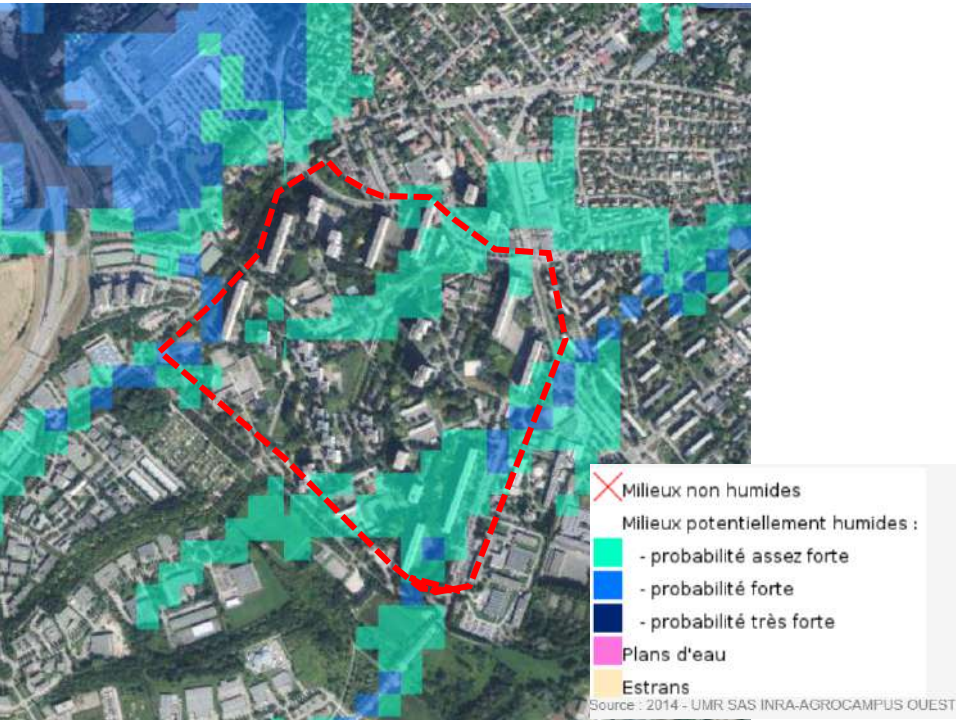 Milieux non humides
Milieux potentiellement humides :
- probabilité assez forte
- probabilité forte
- probabilité très forte
Plans d'eau
Estrans
Source : 2014 - UMR SAS INRA-AGROCAMPUS OUEST